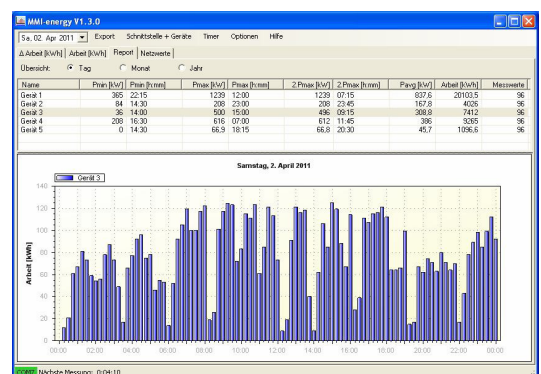 MMI-energy V1.3.0
Sa, 02. Apr 2011 Export Schnittstelle + Geräte Timer Optionen Hilfe
Δ Arbeit [kWh] Arbeit [kWh] Report Netzwerte
Übersicht: Tag Monat Jahr
Name Pmin [kW] Pmin [h:mm] Pmax [kW] Pmax [h:mm] 2.Pmax [kW] 2.Pmax [h:mm] Pavg [kW] Arbeit [kWh] Messwerte
Gerät 1 365 22:15 1239 12:00 1239 07:15 837,6 20103,5 96
Gerät 2 84 14:30 208 23:00 208 23:45 167,8 4026 96
Gerät 3 36 14:00 500 15:00 496 09:15 308,8 7412 96
Gerät 4 208 16:30 616 07:00 612 11:45 386 9265 96
Gerät 5 0 14:30 66,9 18:15 66,8 20:30 45,7 1096,6 96
Samstag, 2. April 2011
Gerät 3
Arbeit [kWh]
140
120
100
80
60
40
20
0
00:00 02:00 04:00 06:00 08:00 10:00 12:00 14:00 16:00 18:00 20:00 22:00 00:00
COM7 Nächste Messung: 0:04:10